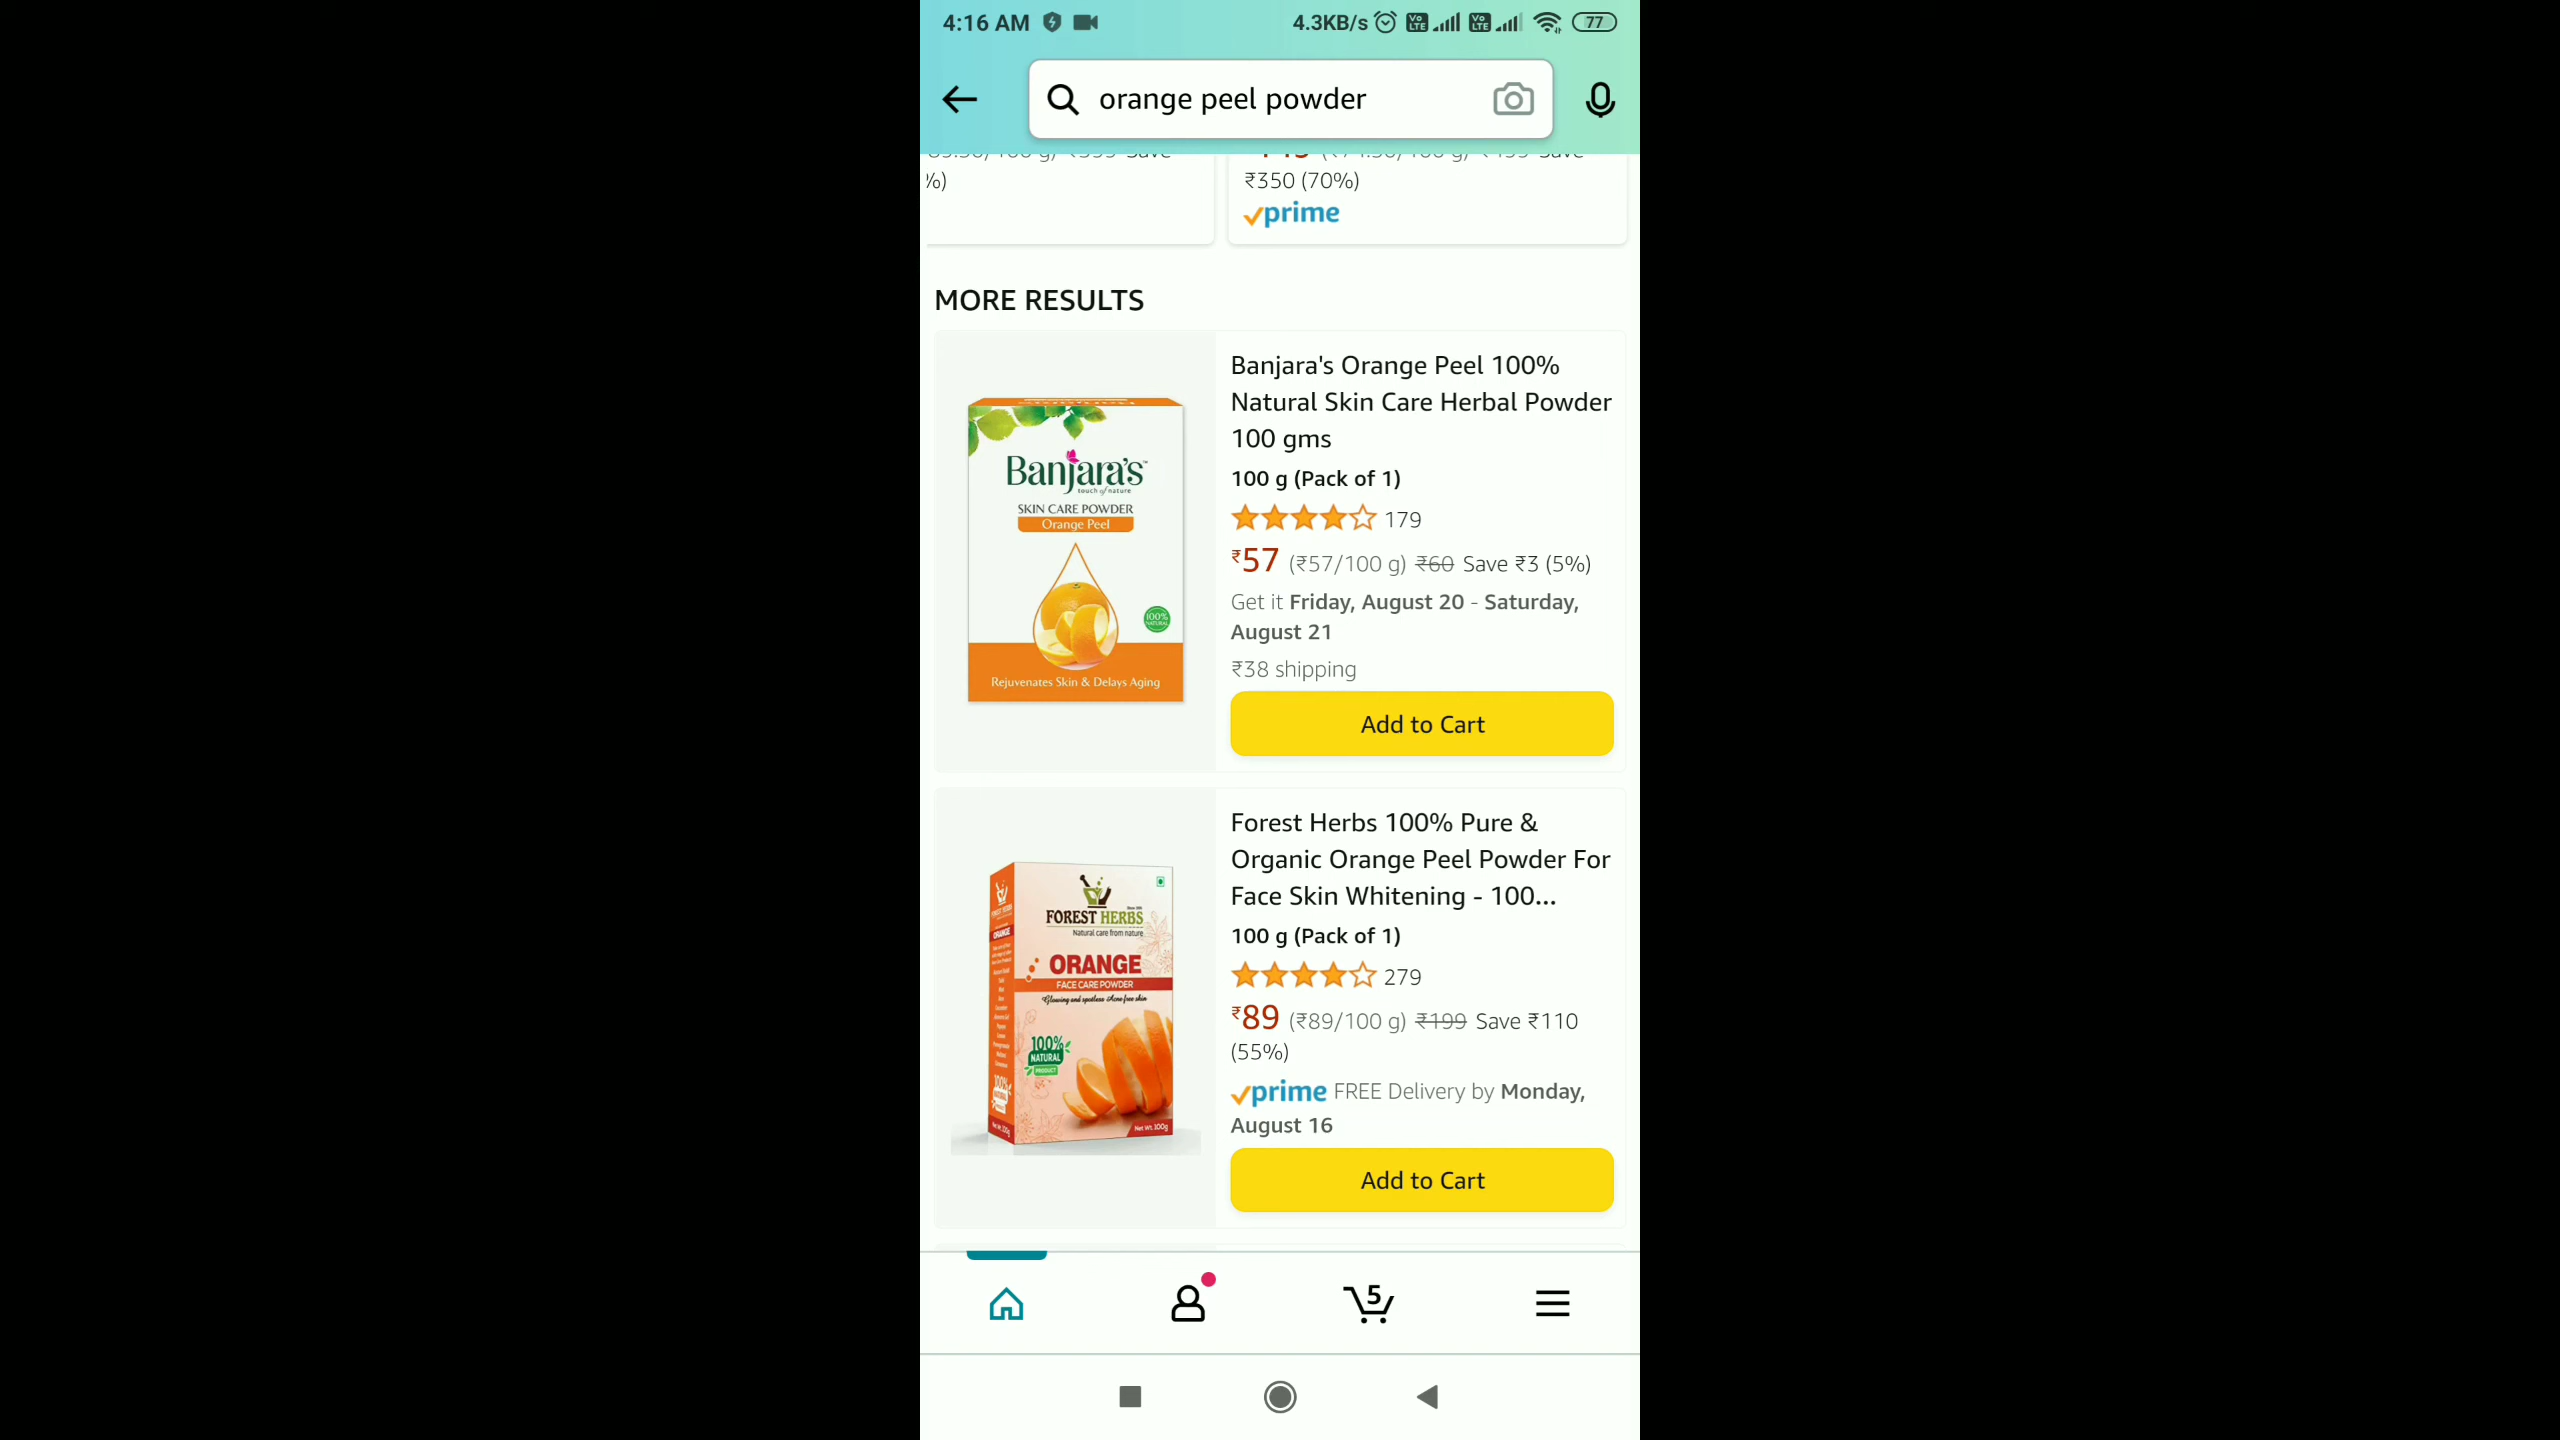 4:16 AM
4.3KB/s
77
orange peel powder
%)
₹350 (70%)
prime
MORE RESULTS
Banjara's
touch of nature
SKIN CARE POWDER
Orange Peel
100%
NATURAL
Rejuvenates Skin & Delays Aging
Banjara's Orange Peel 100%
Natural Skin Care Herbal Powder
100 gms
100 g (Pack of 1)
179
₹57 (₹57/100 g) ₹60 Save ₹3 (5%)
Get it Friday, August 20 - Saturday,
August 21
₹38 shipping
Add to Cart
FOREST HERBS
Natural care from nature
ORANGE
FACE CARE POWDER
Glowing and spotless Acne free skin
100%
NATURAL
PRODUCT
Net Wt. 100g
Forest Herbs 100% Pure &
Organic Orange Peel Powder For
Face Skin Whitening - 100...
100 g (Pack of 1)
279
₹89 (₹89/100 g) ₹199 Save ₹110
(55%)
prime FREE Delivery by Monday,
August 16
Add to Cart
5